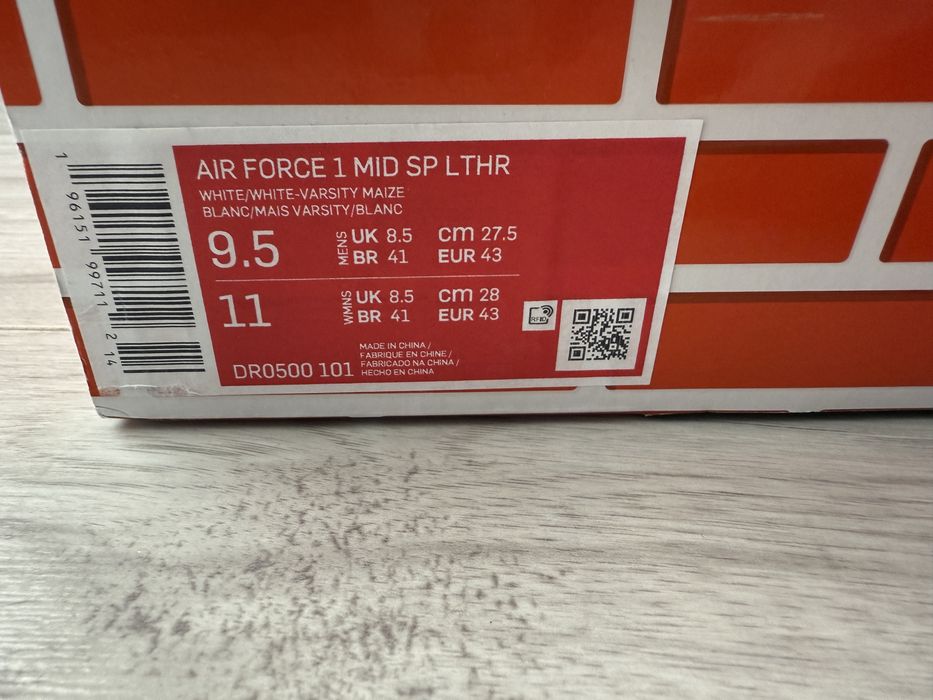 AIR FORCE 1 MID SP LTHR
WHITE/WHITE-VARSITY MAIZE
BLANC/MAIS VARSITY/BLANC
9.5 MENS UK 8.5 cm 27.5
BR 41 EUR 43
11 WMNS UK 8.5 cm 28
BR 41 EUR 43
RFID
DR0500 101
MADE IN CHINA /
FABRIQUE EN CHINE /
FABRICADO NA CHINA /
HECHO EN CHINA
1 96151 99711 2 14